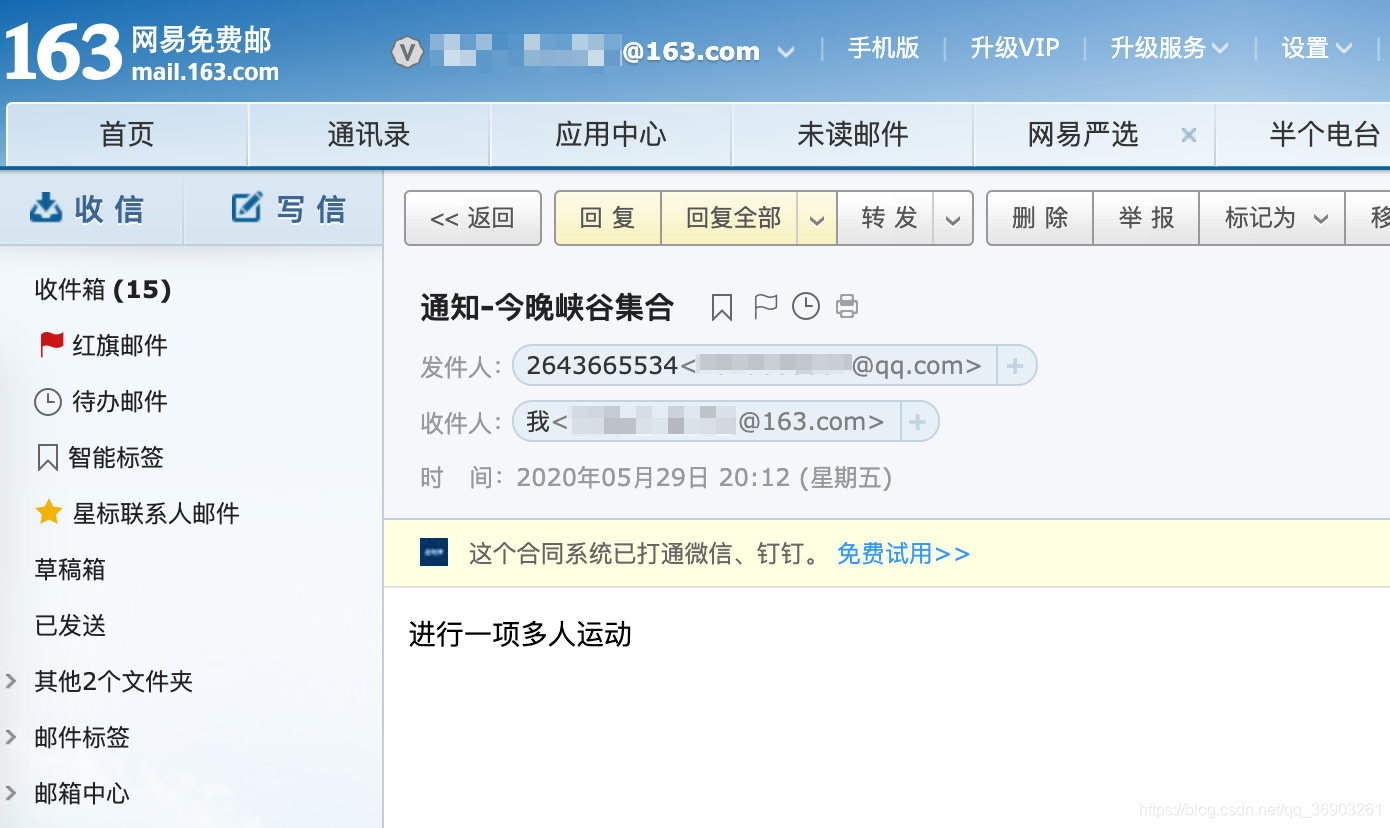 163 网易免费邮
mail.163.com
V @163.com 手机版 升级VIP 升级服务 设置
首页 通讯录 应用中心 未读邮件 网易严选 × 半个电台
收信 写信 << 返回 回复 回复全部 转发 删除 举报 标记为 移
收件箱 (15)
通知-今晚峡谷集合
红旗邮件
发件人： 2643665534< @qq.com> +
待办邮件
收件人： 我< @163.com> +
智能标签
时 间： 2020年05月29日 20:12 (星期五)
星标联系人邮件
这个合同系统已打通微信、钉钉。 免费试用>>
草稿箱
已发送
进行一项多人运动
其他2个文件夹
邮件标签
邮箱中心
https://blog.csdn.net/qq_36903261